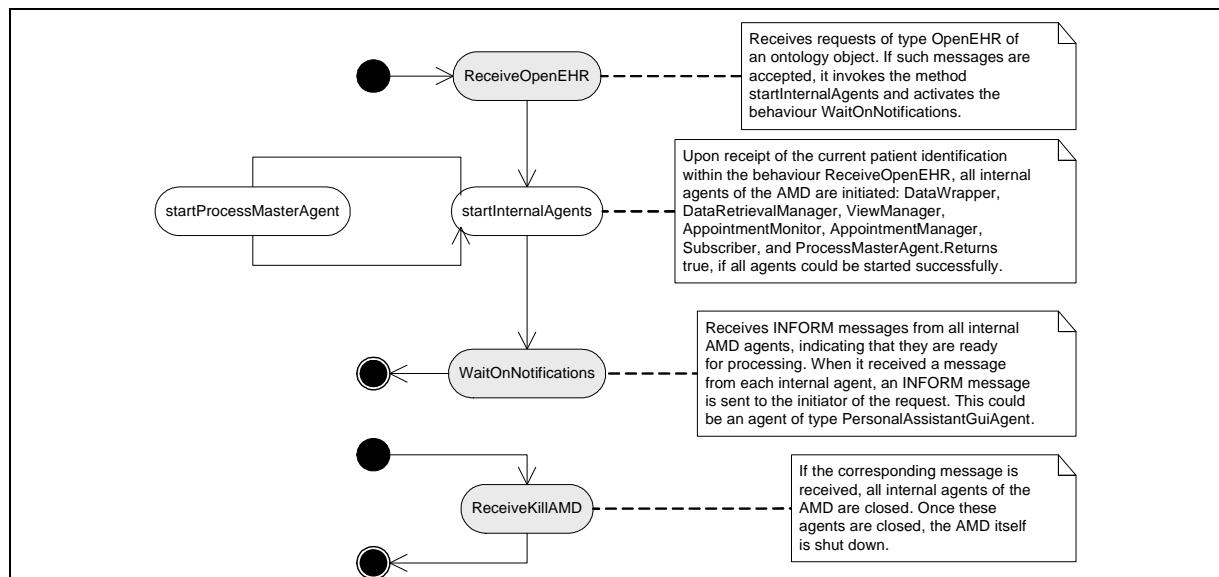 Receives requests of type OpenEHR of
an ontology object. If such messages are
accepted, it invokes the method
startInternalAgents and activates the
behaviour WaitOnNotifications.
ReceiveOpenEHR
Upon receipt of the current patient identification
within the behaviour ReceiveOpenEHR, all internal
agents of the AMD are initiated: DataWrapper,
DataRetrievalManager, ViewManager,
AppointmentMonitor, AppointmentManager,
Subscriber, and ProcessMasterAgent.Returns
true, if all agents could be started successfully.
startProcessMasterAgent
startInternalAgents
Receives INFORM messages from all internal
AMD agents, indicating that they are ready
for processing. When it received a message
from each internal agent, an INFORM message
is sent to the initiator of the request. This could
be an agent of type PersonalAssistantGuiAgent.
WaitOnNotifications
If the corresponding message is
received, all internal agents of the
AMD are closed. Once these
agents are closed, the AMD itself
is shut down.
ReceiveKillAMD